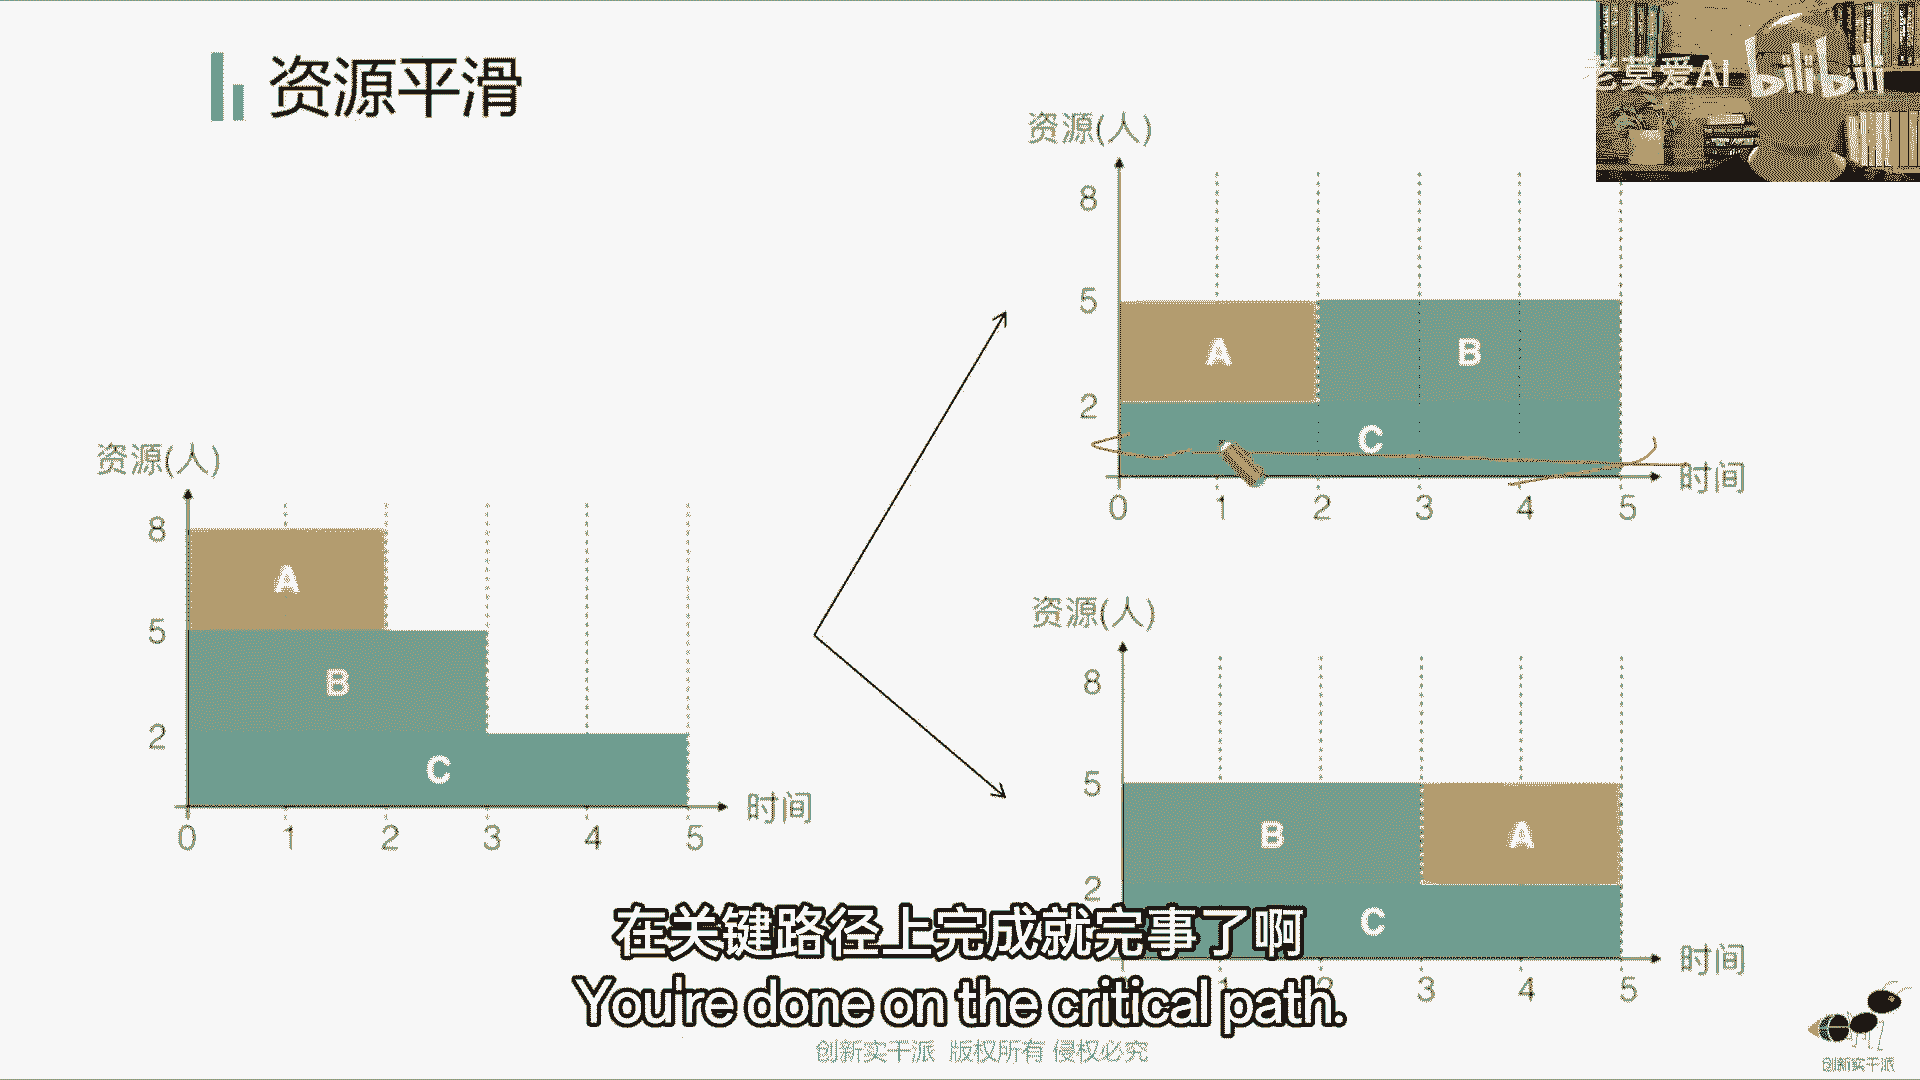 资源平滑
老莫爱AI bilibili
资源(人)
8
5
2
A
B
C
0 1 2 3 4 5
时间
资源(人)
8
5
2
A
B
C
0 1 2 3 4 5
时间
资源(人)
8
5
2
B
A
C
3 4 5
时间
在关键路径上完成就完事了啊
You're done on the critical path.
创新实干派 版权所有 侵权必究
创新实干派